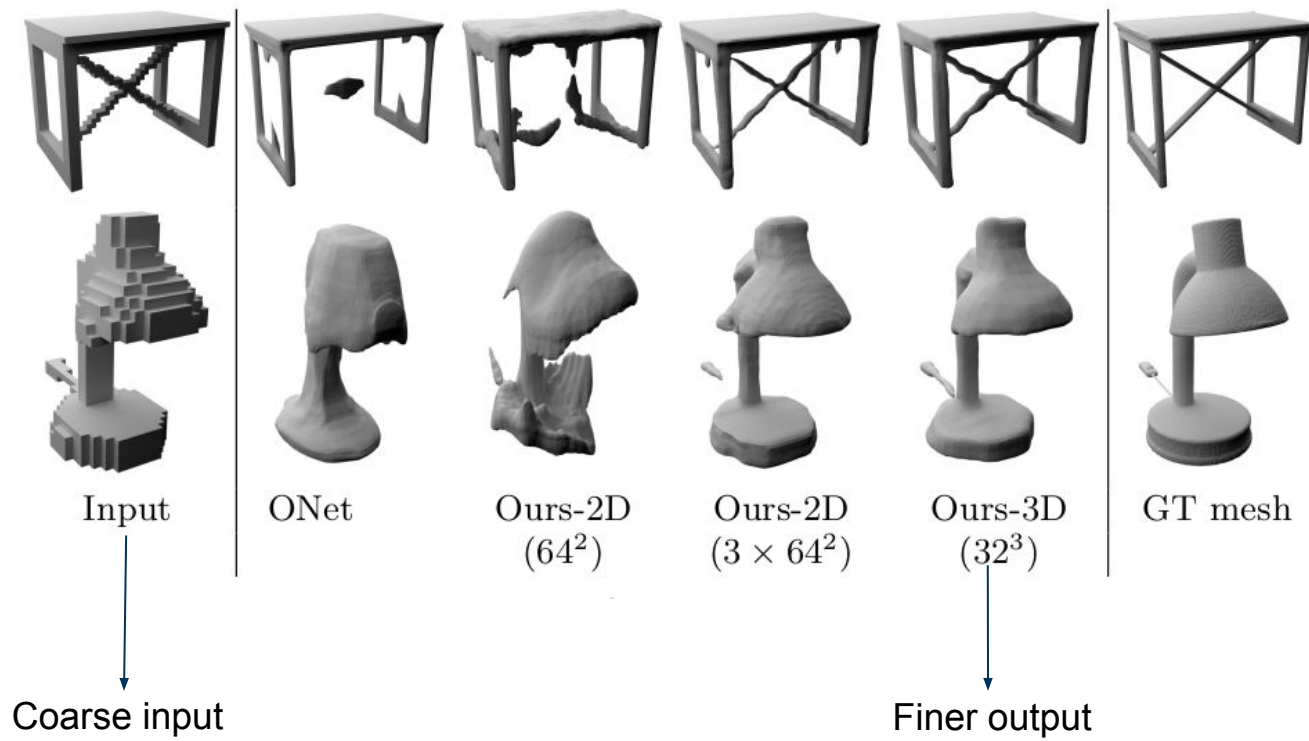 Input
ONet
Ours-2D
(64²)
Ours-2D
(3 × 64²)
Ours-3D
(32³)
GT mesh
Coarse input
Finer output